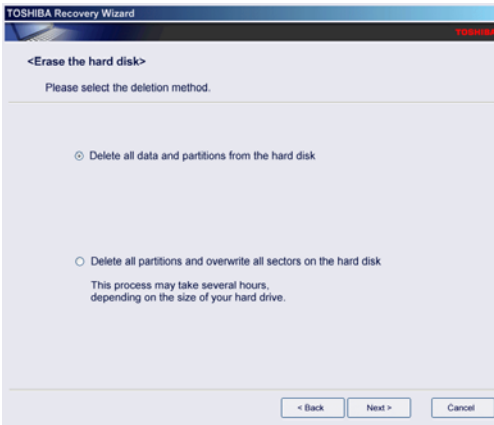 TOSHIBA Recovery Wizard
TOSHIBA
<Erase the hard disk>
Please select the deletion method.
Delete all data and partitions from the hard disk
Delete all partitions and overwrite all sectors on the hard disk
This process may take several hours,
depending on the size of your hard drive.
< Back Next > Cancel